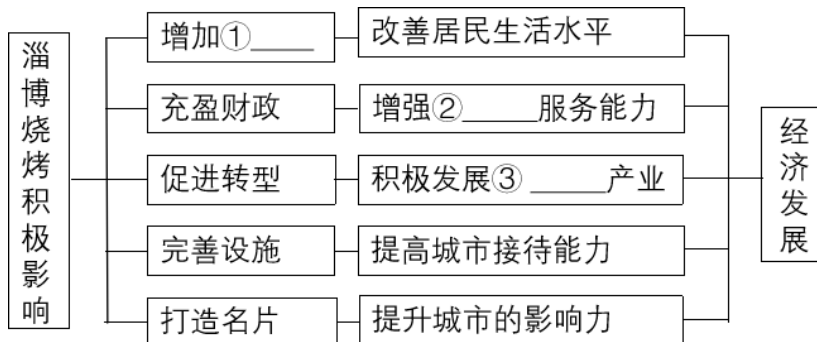 淄博烧烤积极影响
增加①____
改善居民生活水平
充盈财政
增强②____服务能力
促进转型
积极发展③ ____产业
完善设施
提高城市接待能力
打造名片
提升城市的影响力
经济发展